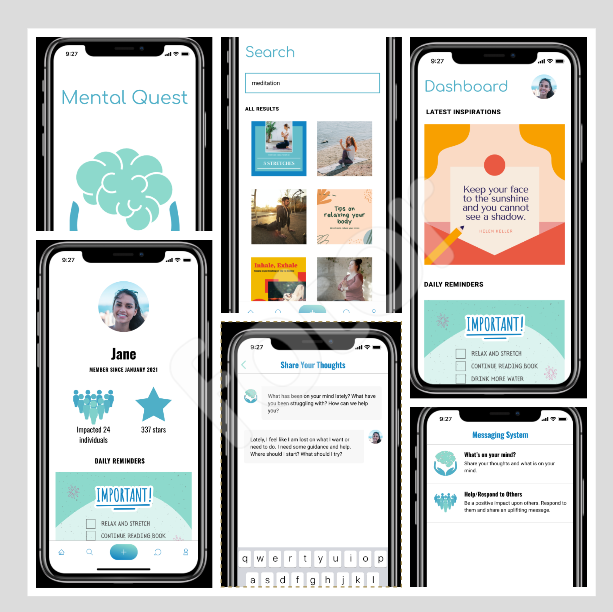 9:27
Mental Quest
Search
meditation
ALL RESULTS
STRETCHES
Tips on
relaxing your
body
Inhale, Exhale
9:27
Dashboard
LATEST INSPIRATIONS
Keep your face
to the sunshine
and you cannot
see a shadow.
HELEN KELLER
DAILY REMINDERS
IMPORTANT!
RELAX AND STRETCH
CONTINUE READING BOOK
DRINK MORE WATER
9:27
Jane
MEMBER SINCE JANUARY 2021
Impacted 24
individuals
337 stars
DAILY REMINDERS
IMPORTANT!
RELAX AND STRETCH
CONTINUE READING BOOK
9:27
Share Your Thoughts
What has been on your mind lately? What have
you been struggling with? How can we help
you?
Lately, I feel like I am lost on what I want or
need to do. I need some guidance and help.
Where should I start? What should I try?
q w e r t y u i o p
a s d f g h j k l
9:27
Messaging System
What's on your mind?
Share your thoughts and what is on your
mind.
Help/Respond to Others
Be a positive impact upon others. Respond to
them and share an uplifting message.